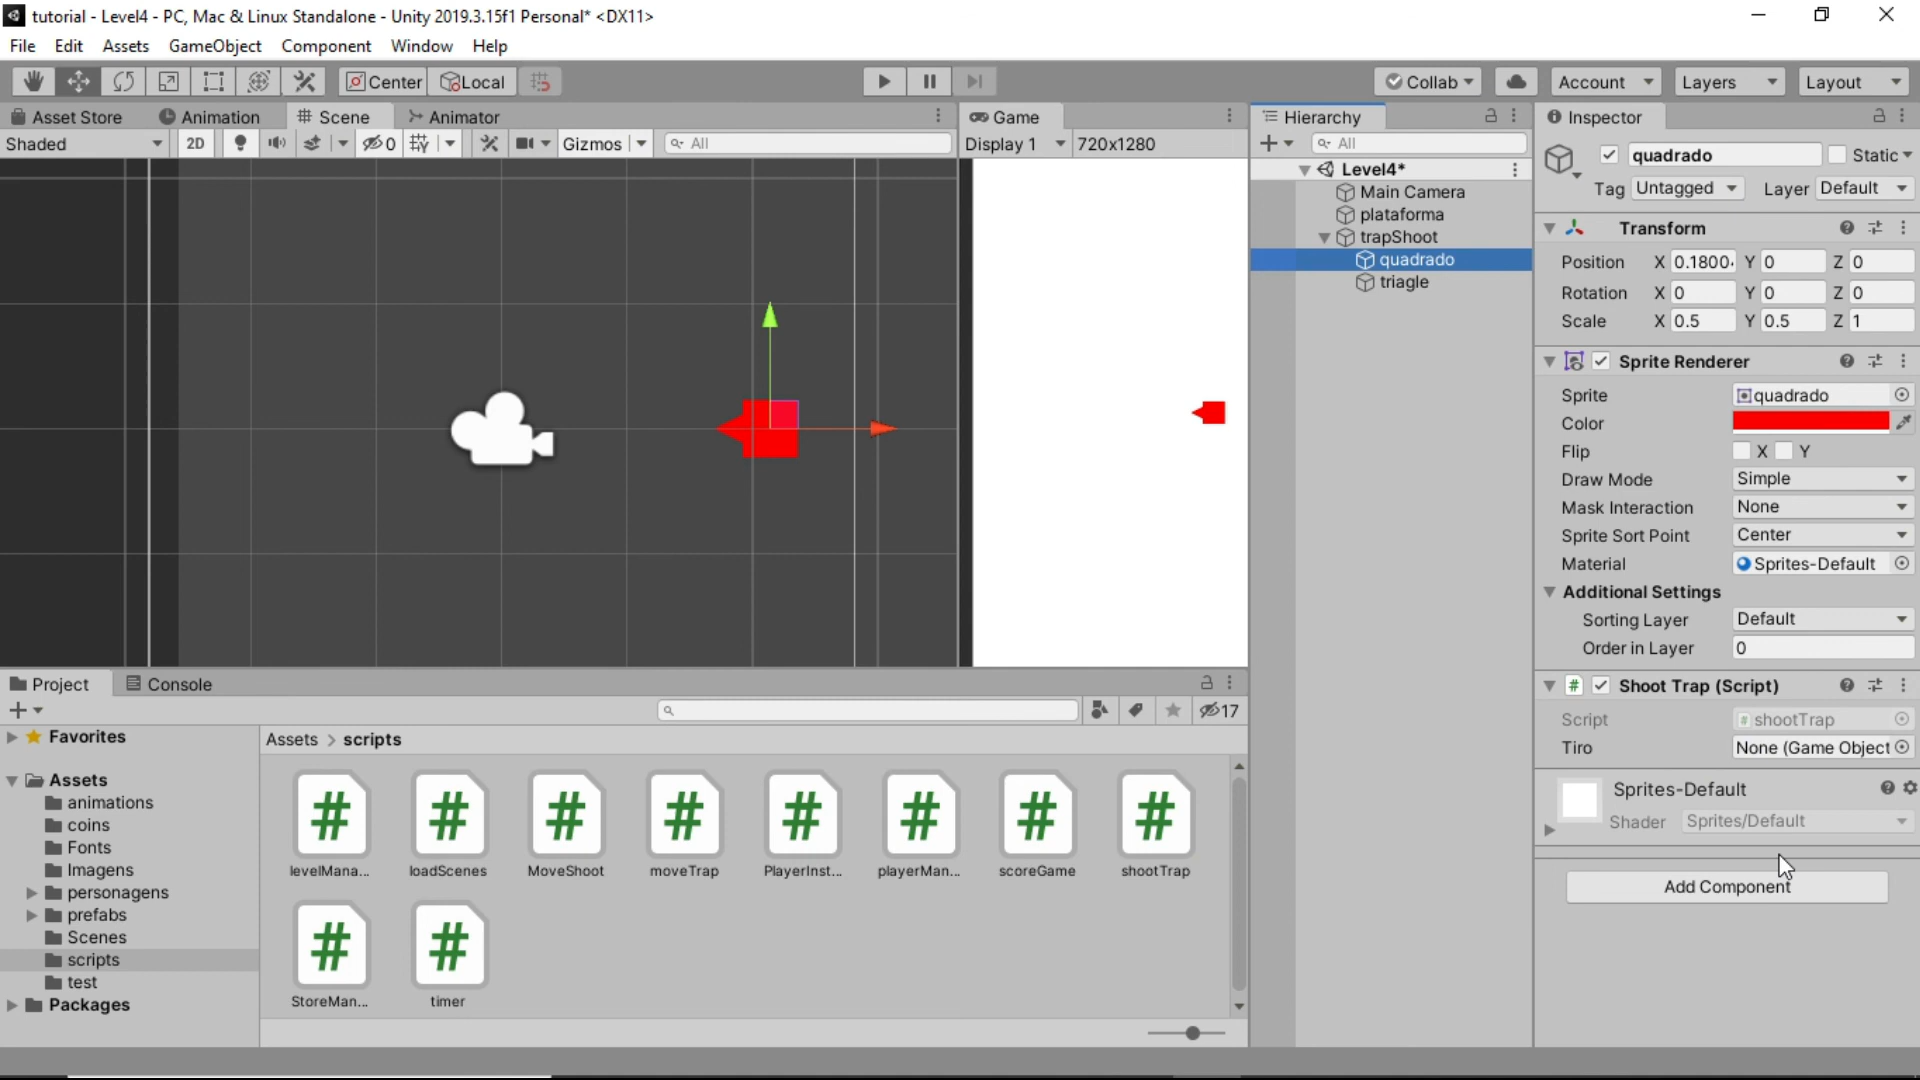 tutorial - Level4 - PC, Mac & Linux Standalone - Unity 2019.3.15f1 Personal* <DX11>
File Edit Assets GameObject Component Window Help
Center Local Collab Account Layers Layout
Asset Store Animation Scene Animator
Shaded 2D 0 Gizmos All
Game
Display 1 720x1280
Hierarchy
All
Level4*
Main Camera
plataforma
trapShoot
quadrado
triagle
Inspector
quadrado Static
Tag Untagged Layer Default
Transform
Position X 0.1800 Y 0 Z 0
Rotation X 0 Y 0 Z 0
Scale X 0.5 Y 0.5 Z 1
Sprite Renderer
Sprite quadrado
Color
Flip X Y
Draw Mode Simple
Mask Interaction None
Sprite Sort Point Center
Material Sprites-Default
Additional Settings
Sorting Layer Default
Order in Layer 0
# Shoot Trap (Script)
Script # shootTrap
Tiro None (Game Object
Sprites-Default
Shader Sprites/Default
Add Component
Project Console
17
Favorites
Assets
animations
coins
Fonts
Imagens
personagens
prefabs
Scenes
scripts
test
Packages
Assets > scripts
# # # # # # # #
levelMana... loadScenes MoveShoot moveTrap PlayerInst... playerMan... scoreGame shootTrap
# #
StoreMan... timer